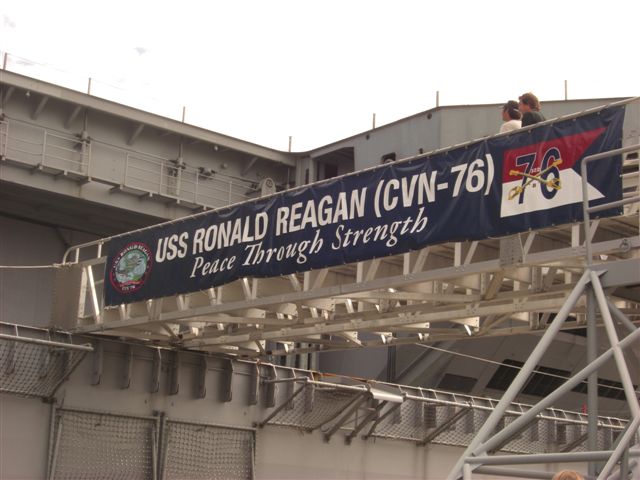 USS RONALD REAGAN (CVN-76)
Peace Through Strength
76